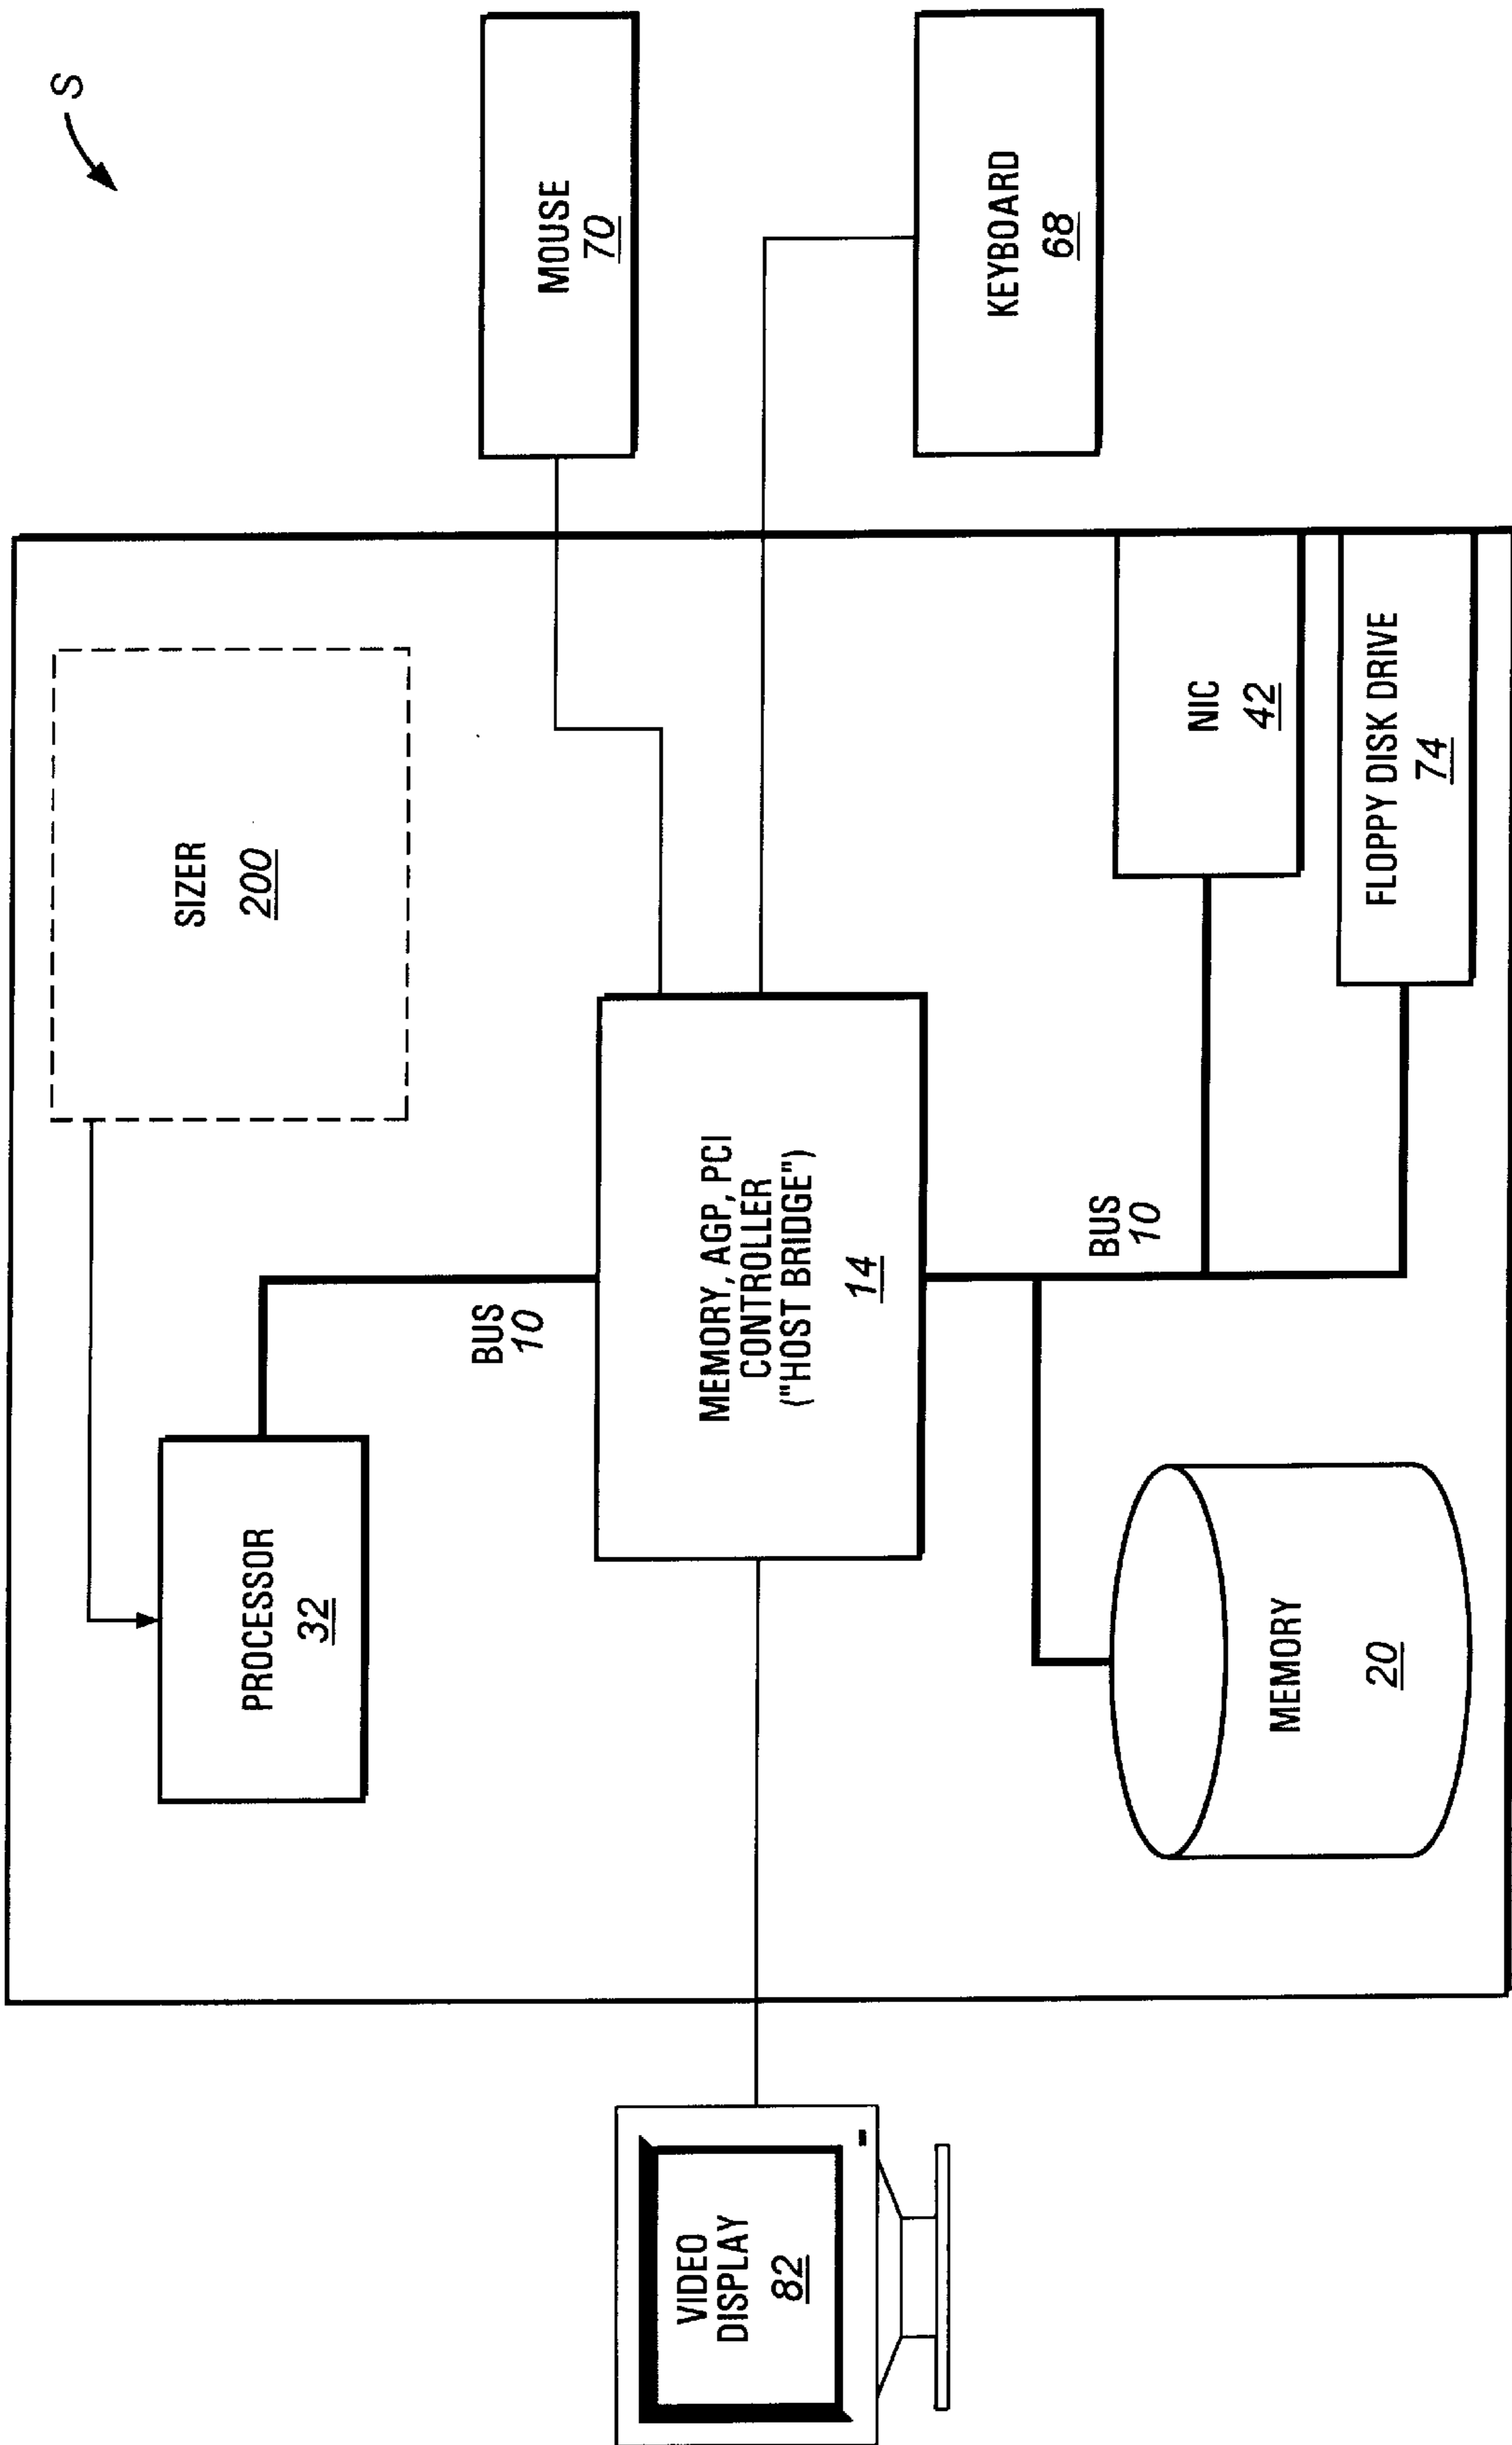 S
SIZER
200
PROCESSOR
32
MOUSE
70
BUS
10
VIDEO
DISPLAY
82
MEMORY, AGP, PCI
CONTROLLER
("HOST BRIDGE")
14
KEYBOARD
68
BUS
10
NIC
42
MEMORY
20
FLOPPY DISK DRIVE
74